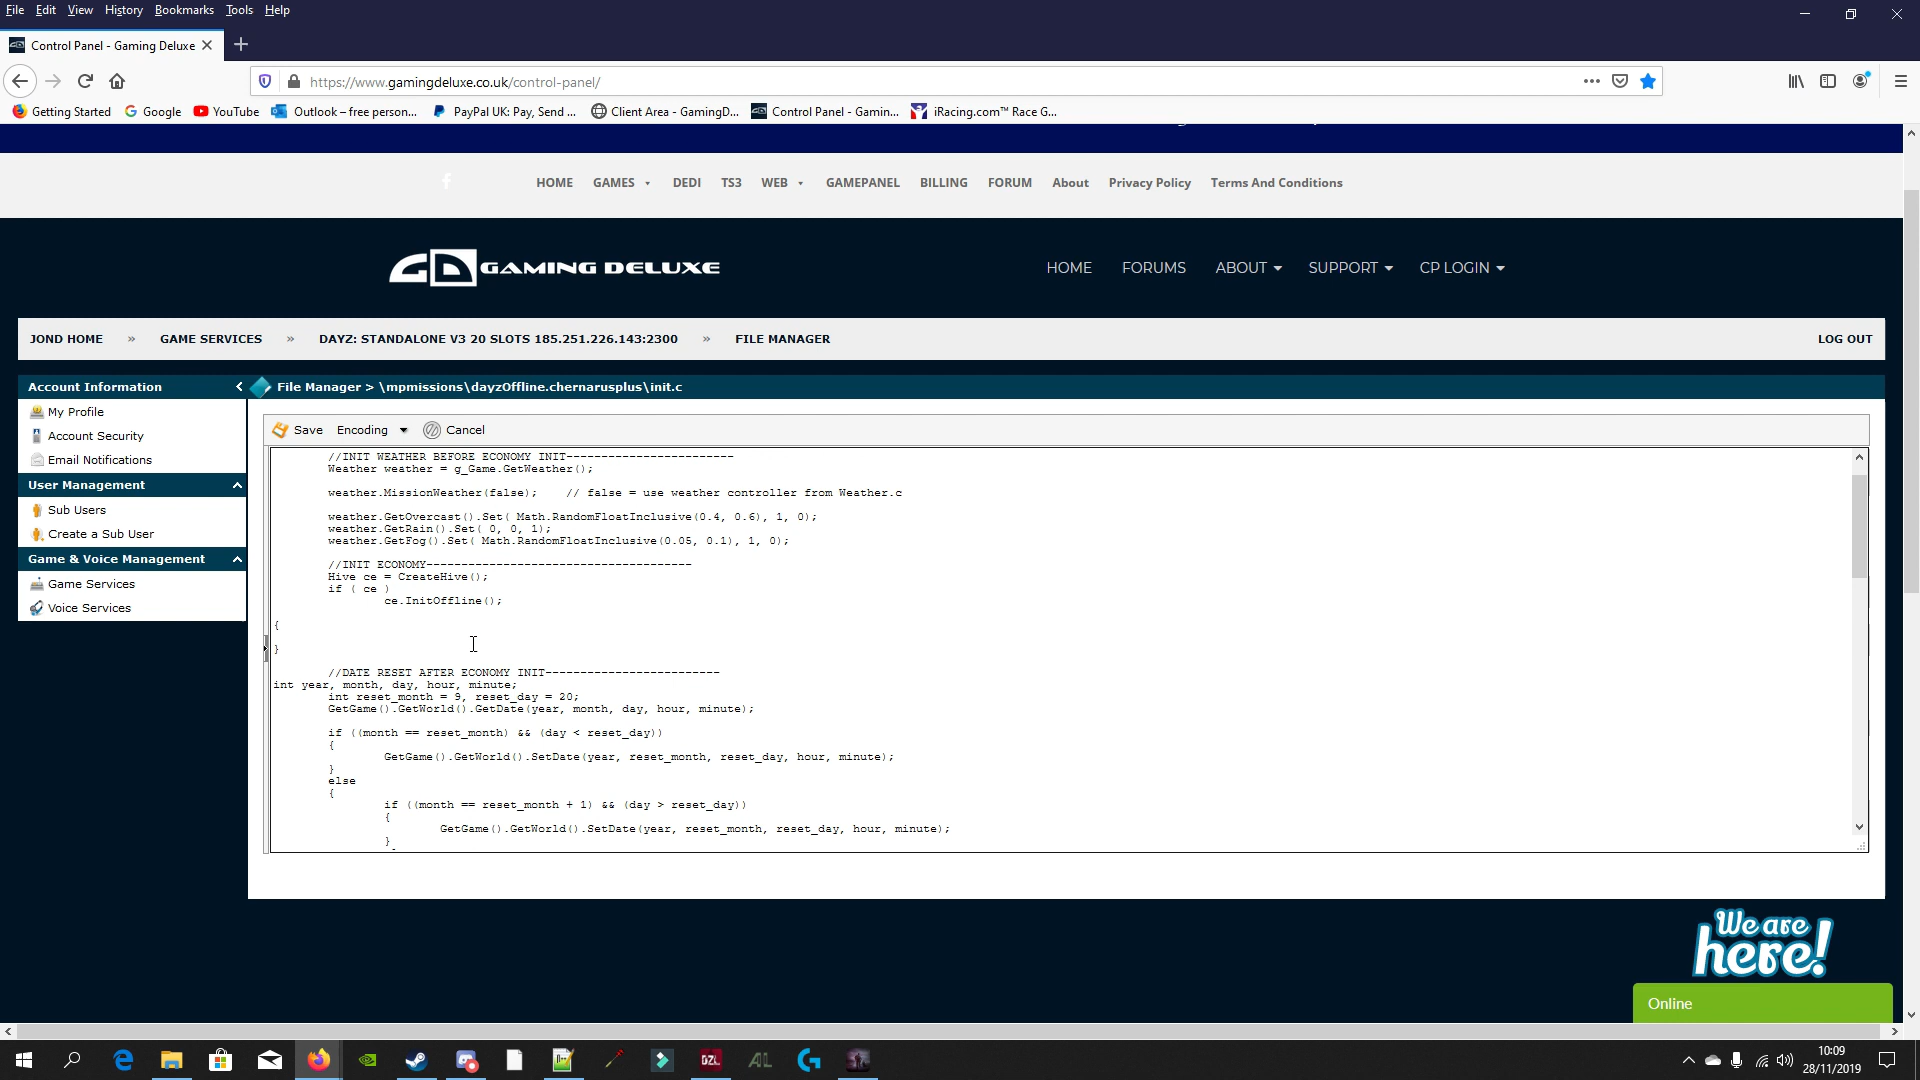 File Edit View History Bookmarks Tools Help
Control Panel - Gaming Deluxe
https://www.gamingdeluxe.co.uk/control-panel/
Getting Started Google YouTube Outlook – free person... PayPal UK: Pay, Send ... Client Area - GamingD... Control Panel - Gamin... iRacing.com™ Race G...
HOME GAMES DEDI TS3 WEB GAMEPANEL BILLING FORUM About Privacy Policy Terms And Conditions
GD GAMING DELUXE
HOME FORUMS ABOUT SUPPORT CP LOGIN
JOND HOME » GAME SERVICES » DAYZ: STANDALONE V3 20 SLOTS 185.251.226.143:2300 » FILE MANAGER LOG OUT
Account Information
My Profile
Account Security
Email Notifications
User Management
Sub Users
Create a Sub User
Game & Voice Management
Game Services
Voice Services
File Manager > \mpmissions\dayzOffline.chernarusplus\init.c
Save Encoding Cancel
//INIT WEATHER BEFORE ECONOMY INIT------------------------
Weather weather = g_Game.GetWeather();
weather.MissionWeather(false);    // false = use weather controller from Weather.c
weather.GetOvercast().Set( Math.RandomFloatInclusive(0.4, 0.6), 1, 0);
weather.GetRain().Set( 0, 0, 1);
weather.GetFog().Set( Math.RandomFloatInclusive(0.05, 0.1), 1, 0);
//INIT ECONOMY--------------------------------------
Hive ce = CreateHive();
if ( ce )
ce.InitOffline();
{
}
//DATE RESET AFTER ECONOMY INIT-------------------------
int year, month, day, hour, minute;
int reset_month = 9, reset_day = 20;
GetGame().GetWorld().GetDate(year, month, day, hour, minute);
if ((month == reset_month) && (day < reset_day))
{
GetGame().GetWorld().SetDate(year, reset_month, reset_day, hour, minute);
}
else
{
if ((month == reset_month + 1) && (day > reset_day))
{
GetGame().GetWorld().SetDate(year, reset_month, reset_day, hour, minute);
}
We are
here!
Online
DZL
AL
10:09
28/11/2019